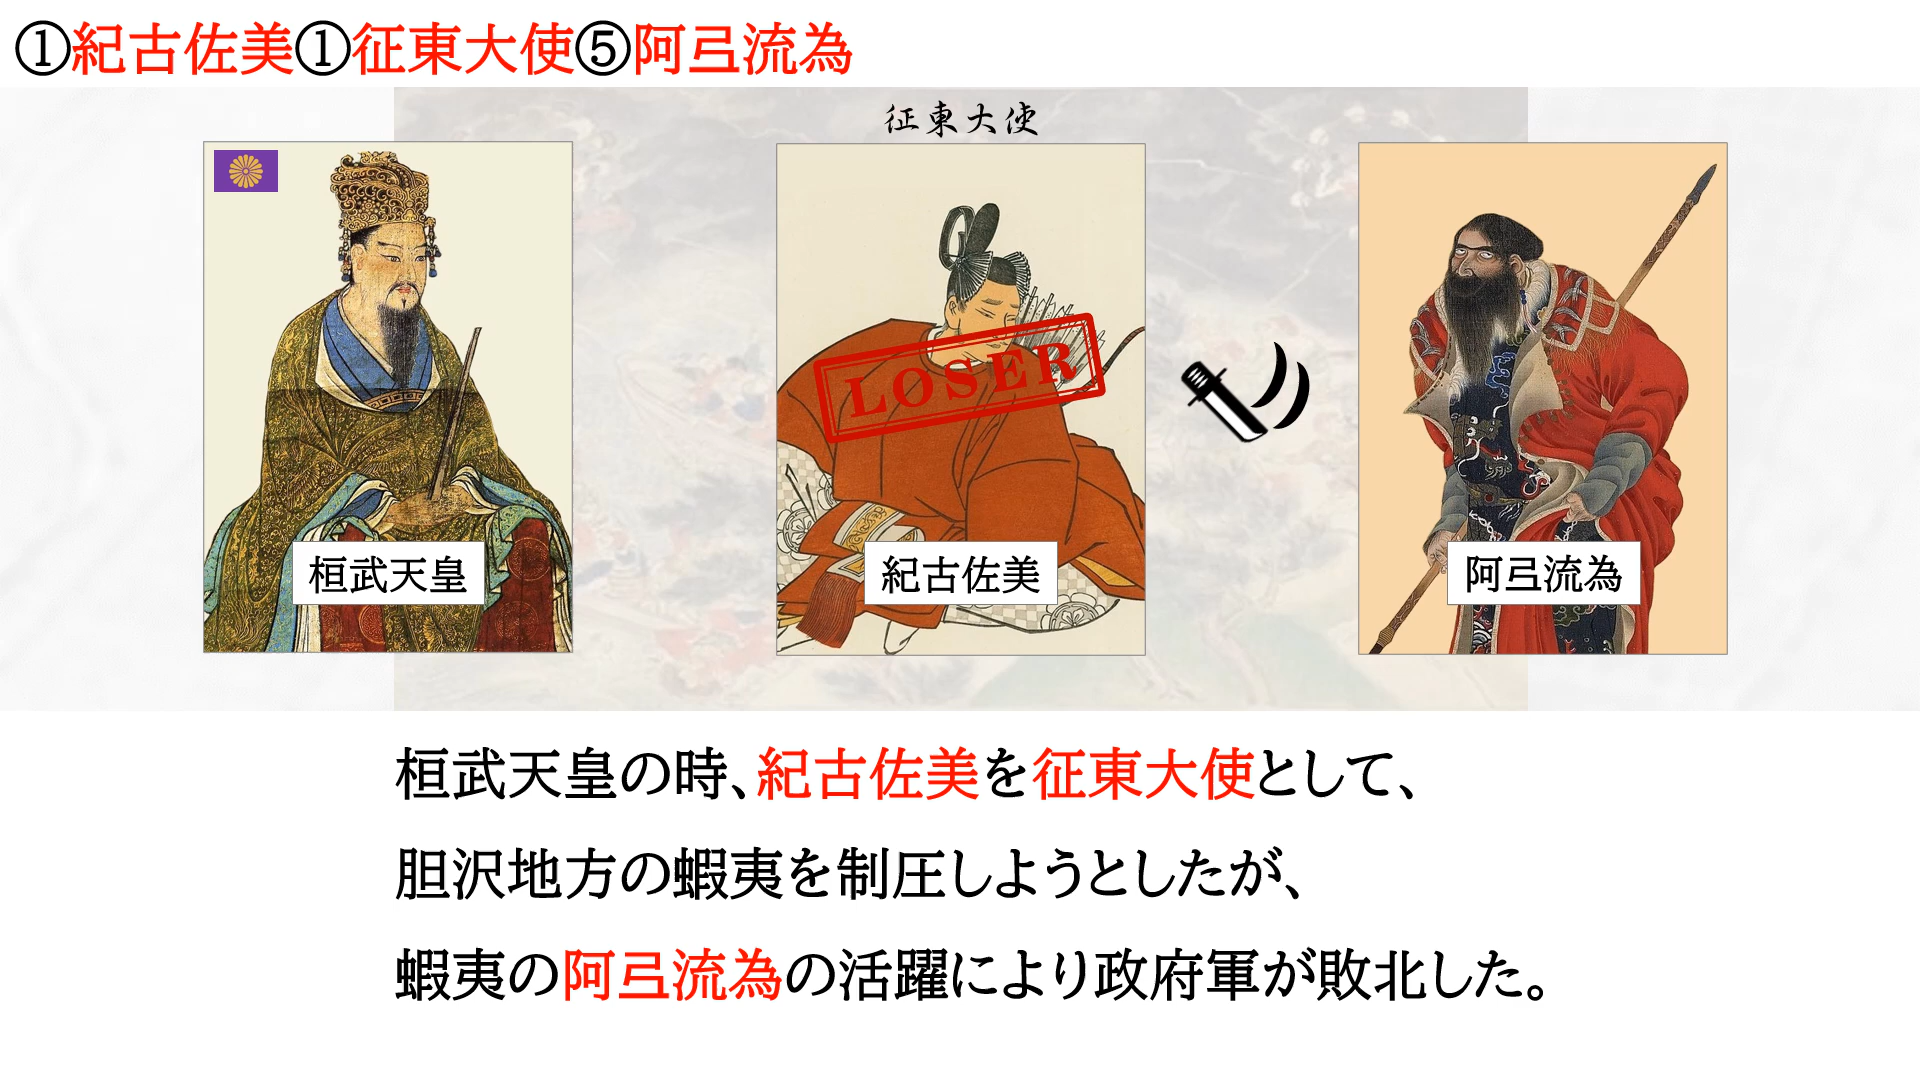 ①紀古佐美①征東大使⑤阿弖流為
征東大使
LOSER
桓武天皇
紀古佐美
阿弖流為
桓武天皇の時、紀古佐美を征東大使として、
胆沢地方の蝦夷を制圧しようとしたが、
蝦夷の阿弖流為の活躍により政府軍が敗北した。